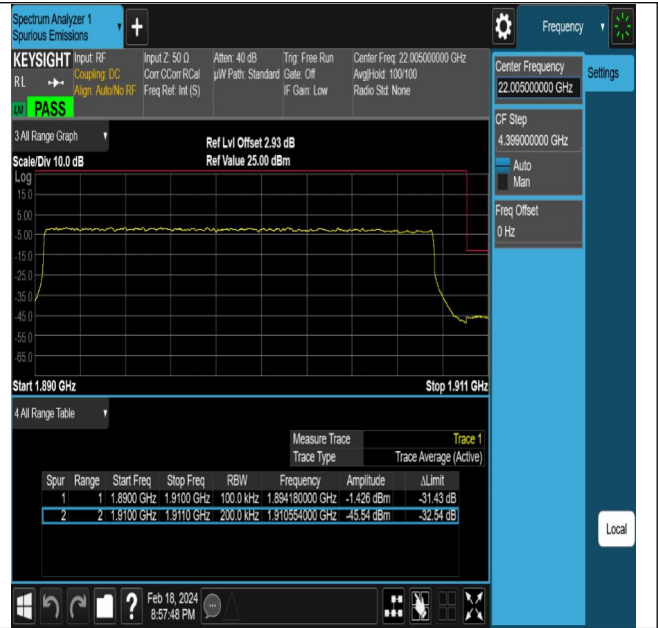 Spectrum Analyzer 1
Spurious Emissions
Frequency
KEYSIGHT
RL
LXI
PASS
Input: RF
Coupling: DC
Align: Auto/No RF
Input Z: 50 Ω
Corr CCorr RCal
Freq Ref: Int (S)
Atten: 40 dB
µW Path: Standard
Trig: Free Run
Gate: Off
IF Gain: Low
Center Freq: 22.005000000 GHz
Avg|Hold: 100/100
Radio Std: None
Center Frequency
22.005000000 GHz
Settings
CF Step
4.399000000 GHz
Auto
Man
Freq Offset
0 Hz
3 All Range Graph
Scale/Div 10.0 dB
Ref Lvl Offset 2.93 dB
Ref Value 25.00 dBm
Log
15.0
5.00
-5.00
-15.0
-25.0
-35.0
-45.0
-55.0
-65.0
Start 1.890 GHz
Stop 1.911 GHz
4 All Range Table
Measure Trace Trace 1
Trace Type Trace Average (Active)
Spur Range Start Freq Stop Freq RBW Frequency Amplitude ΔLimit
1 1 1.8900 GHz 1.9100 GHz 100.0 kHz 1.894180000 GHz -1.426 dBm -31.43 dB
2 2 1.9100 GHz 1.9110 GHz 200.0 kHz 1.910554000 GHz -45.54 dBm -32.54 dB
Local
?
Feb 18, 2024
8:57:48 PM